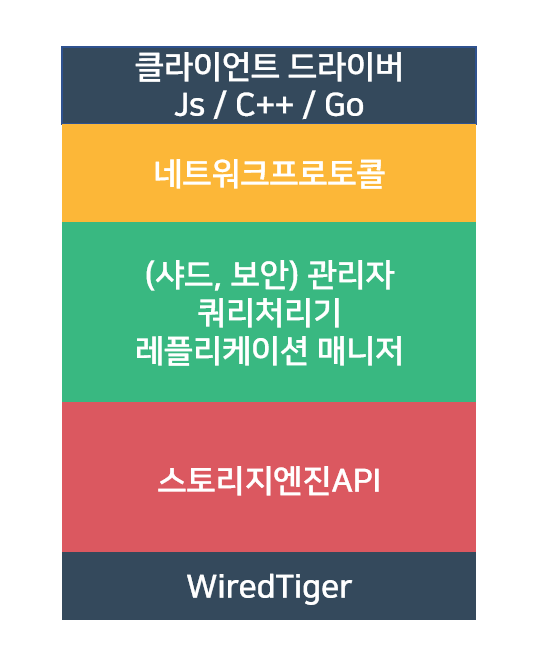 클라이언트 드라이버
Js / C++ / Go
네트워크프로토콜
(샤드, 보안) 관리자
쿼리처리기
레플리케이션 매니저
스토리지엔진API
WiredTiger